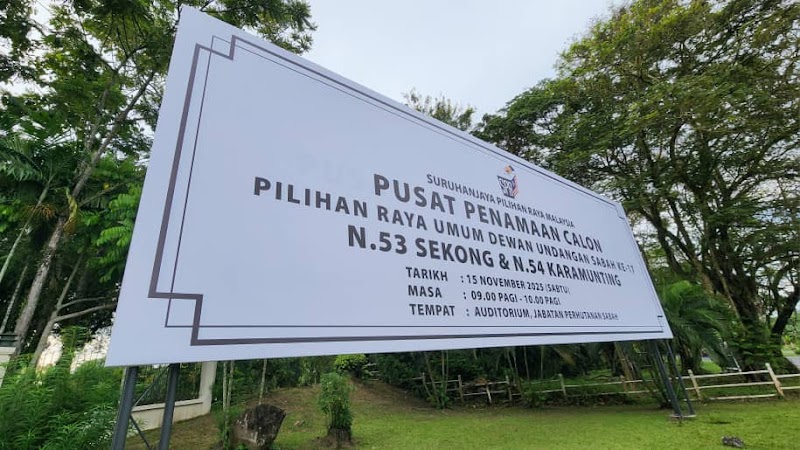 SURUHANJAYA PILIHAN RAYA MALAYSIA
PUSAT PENAMAAN CALON
PILIHAN RAYA UMUM DEWAN UNDANGAN SABAH KE-17
N.53 SEKONG & N.54 KARAMUNTING
TARIKH : 15 NOVEMBER 2025 (SABTU)
MASA : 09.00 PAGI - 10.00 PAGI
TEMPAT : AUDITORIUM, JABATAN PERHUTANAN SABAH